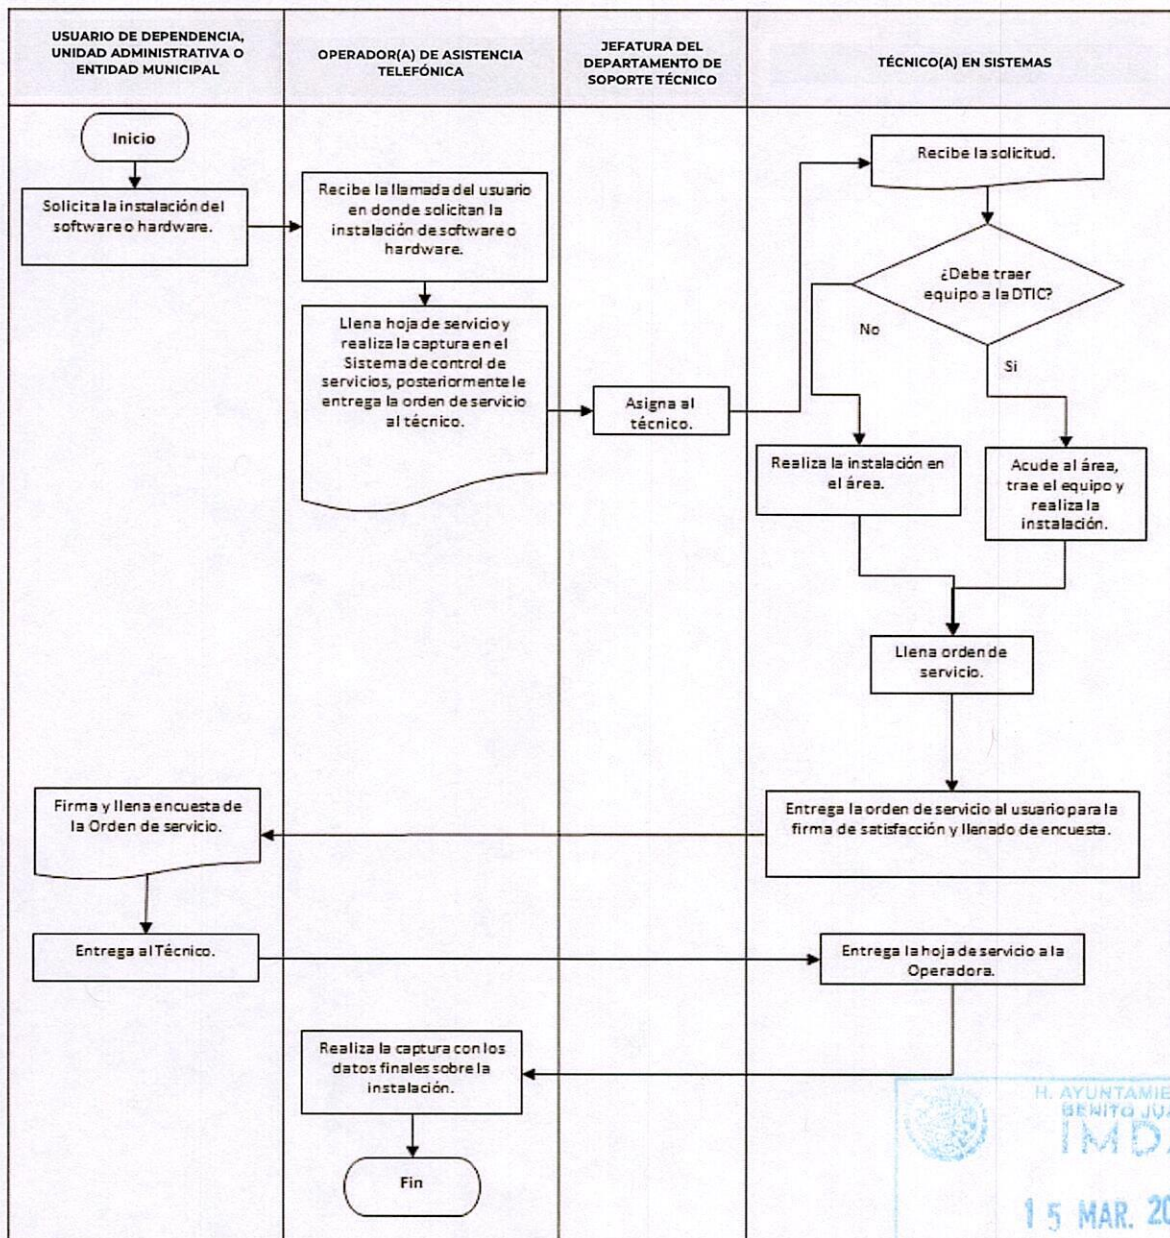 USUARIO DE DEPENDENCIA,
UNIDAD ADMINISTRATIVA O
ENTIDAD MUNICIPAL
OPERADOR(A) DE ASISTENCIA
TELEFÓNICA
JEFATURA DEL
DEPARTAMENTO DE
SOPORTE TÉCNICO
TÉCNICO(A) EN SISTEMAS
Inicio
Solicita la instalación del
software o hardware.
Recibe la llamada del usuario
en donde solicitan la
instalación de software o
hardware.
Llena hoja de servicio y
realiza la captura en el
Sistema de control de
servicios, posteriormente le
entrega la orden de servicio
al técnico.
Asigna al
técnico.
Recibe la solicitud.
¿Debe traer
equipo a la DTIC?
No
Si
Realiza la instalación en
el área.
Acude al área,
trae el equipo y
realiza la
instalación.
Llena orden de
servicio.
Entrega la orden de servicio al usuario para la
firma de satisfacción y llenado de encuesta.
Firma y llena encuesta de
la Orden de servicio.
Entrega al Técnico.
Entrega la hoja de servicio a la
Operadora.
Realiza la captura con los
datos finales sobre la
instalación.
Fin
H. AYUNTAMIE
BENITO JUA
IMD
15 MAR. 20